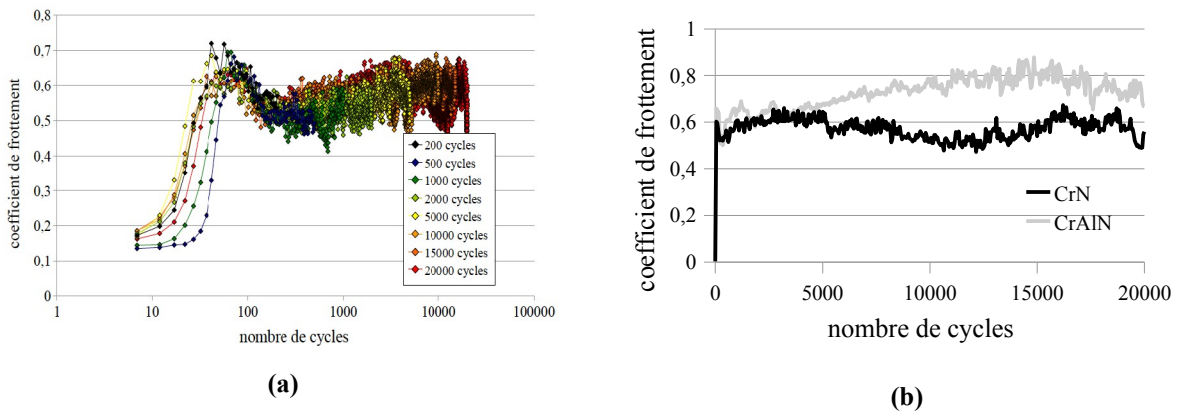 0,8
0,7
0,6
0,5
0,4
0,3
0,2
0,1
0
coefficient de frottement
1 10 100 1000 10000 100000
nombre de cycles
200 cycles
500 cycles
1000 cycles
2000 cycles
5000 cycles
10000 cycles
15000 cycles
20000 cycles
(a)
1
0,8
0,6
0,4
0,2
0
coefficient de frottement
0 5000 10000 15000 20000
nombre de cycles
CrN
CrAlN
(b)